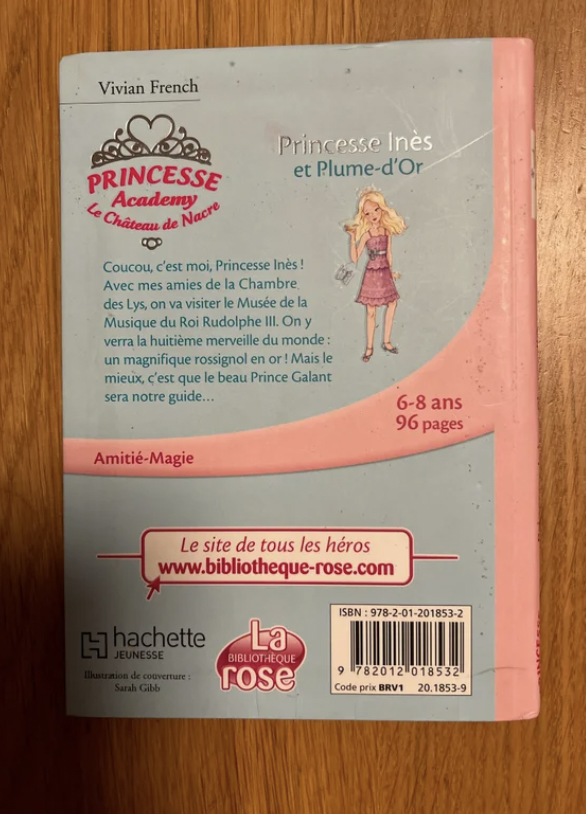 Vivian French
PRINCESSE
Academy
Le Château de Nacre
Princesse Inès
et Plume-d'Or
Coucou, c'est moi, Princesse Inès !
Avec mes amies de la Chambre
des Lys, on va visiter le Musée de la
Musique du Roi Rudolphe III. On y
verra la huitième merveille du monde :
un magnifique rossignol en or ! Mais le
mieux, c'est que le beau Prince Galant
sera notre guide...
6-8 ans
96 pages
Amitié-Magie
Le site de tous les héros
www.bibliotheque-rose.com
hachette
JEUNESSE
Illustration de couverture :
Sarah Gibb
La
BIBLIOTHÈQUE
rose
ISBN : 978-2-01-201853-2
9 782012 018532
Code prix BRV1 20.1853-9